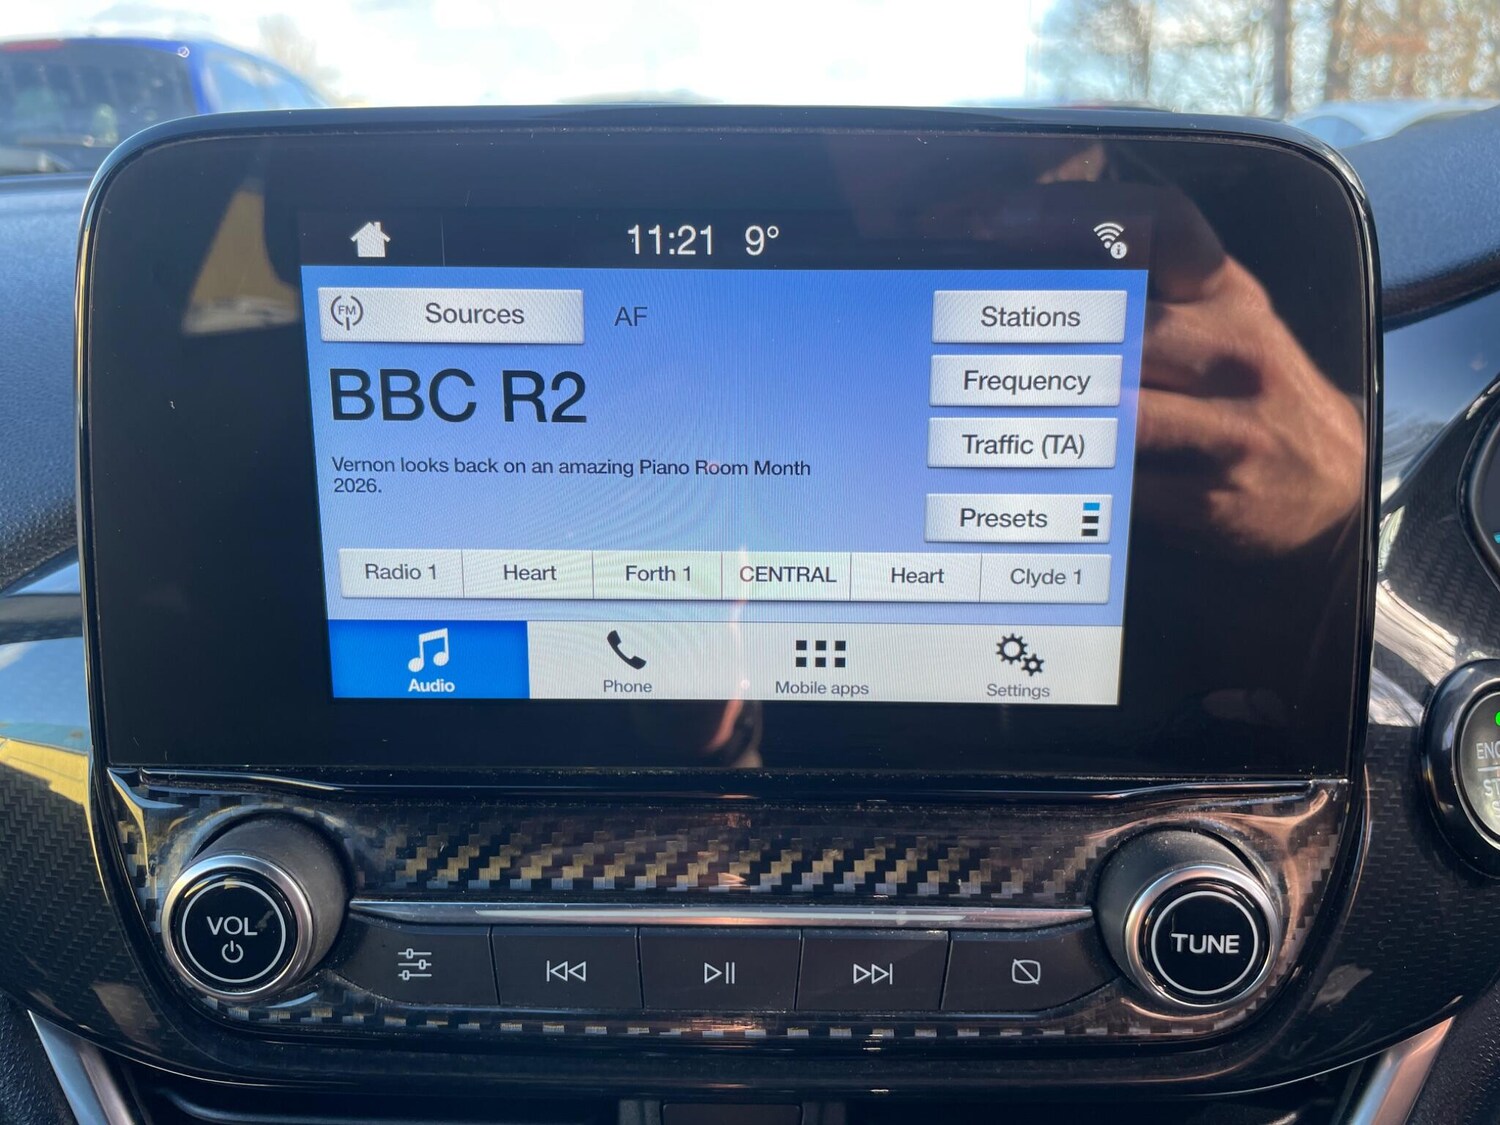 11:21 9°
FM Sources AF Stations
BBC R2
Frequency
Traffic (TA)
Vernon looks back on an amazing Piano Room Month
2026.
Presets
Radio 1 Heart Forth 1 CENTRAL Heart Clyde 1
Audio Phone Mobile apps Settings
VOL
TUNE